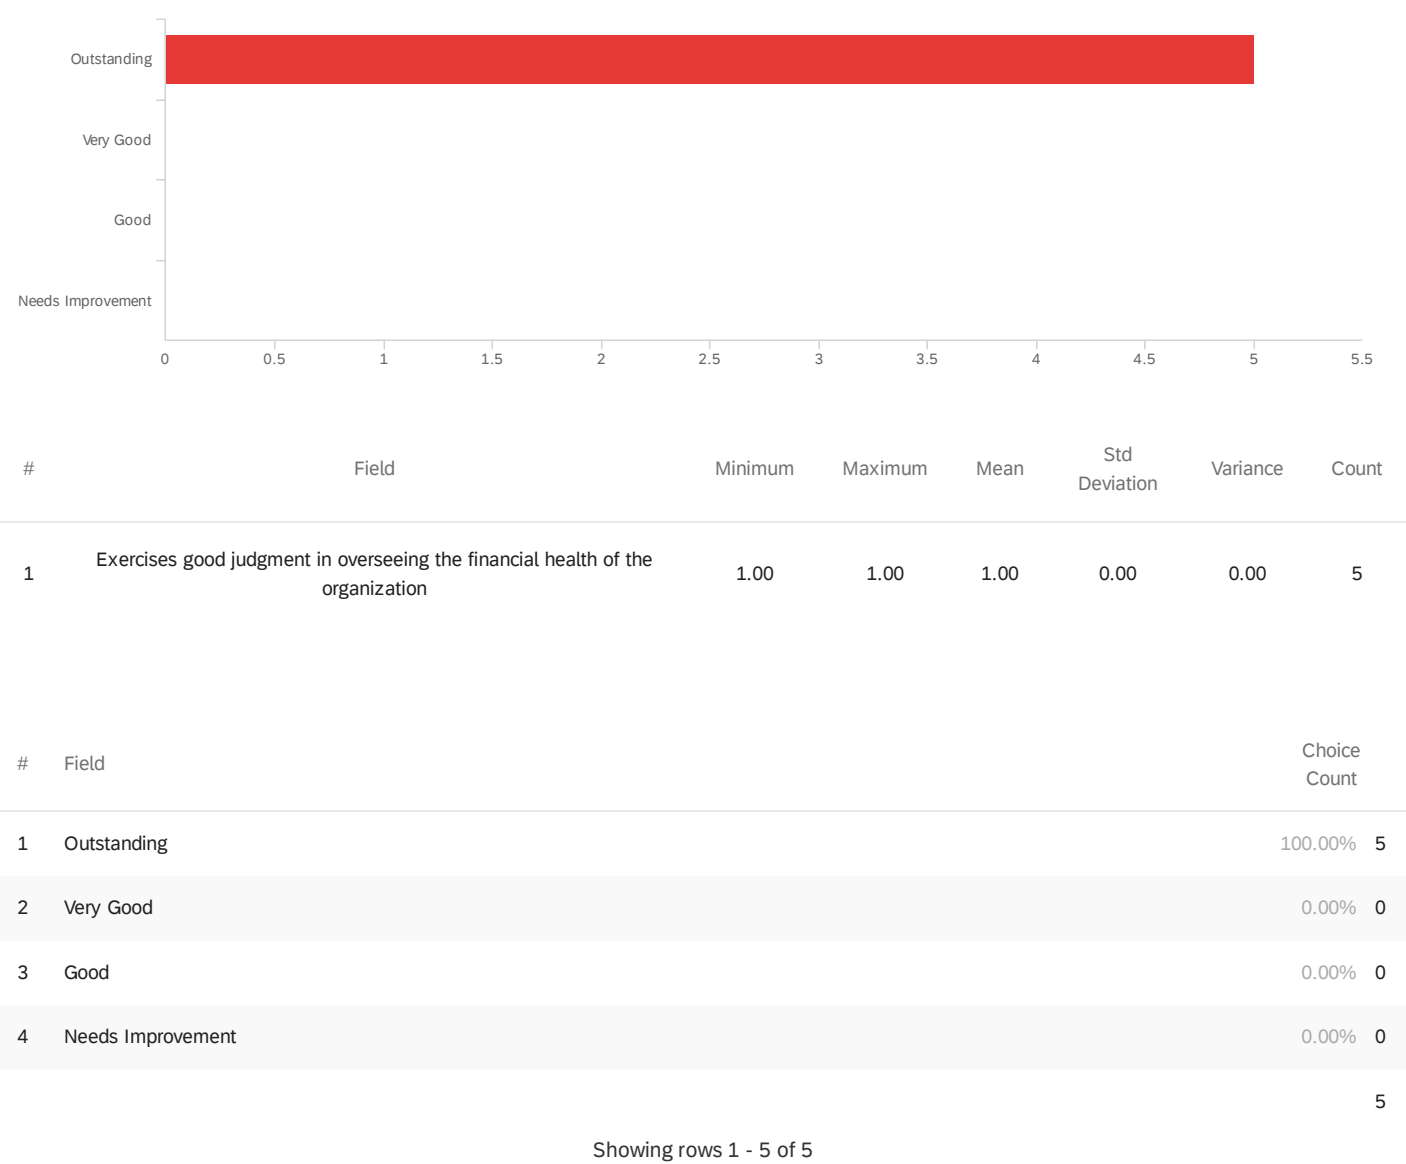 Outstanding
Very Good
Good
Needs Improvement
0 0.5 1 1.5 2 2.5 3 3.5 4 4.5 5 5.5
# Field Minimum Maximum Mean Std Deviation Variance Count
1 Exercises good judgment in overseeing the financial health of the organization 1.00 1.00 1.00 0.00 0.00 5
# Field Choice Count
1 Outstanding 100.00% 5
2 Very Good 0.00% 0
3 Good 0.00% 0
4 Needs Improvement 0.00% 0
5
Showing rows 1 - 5 of 5